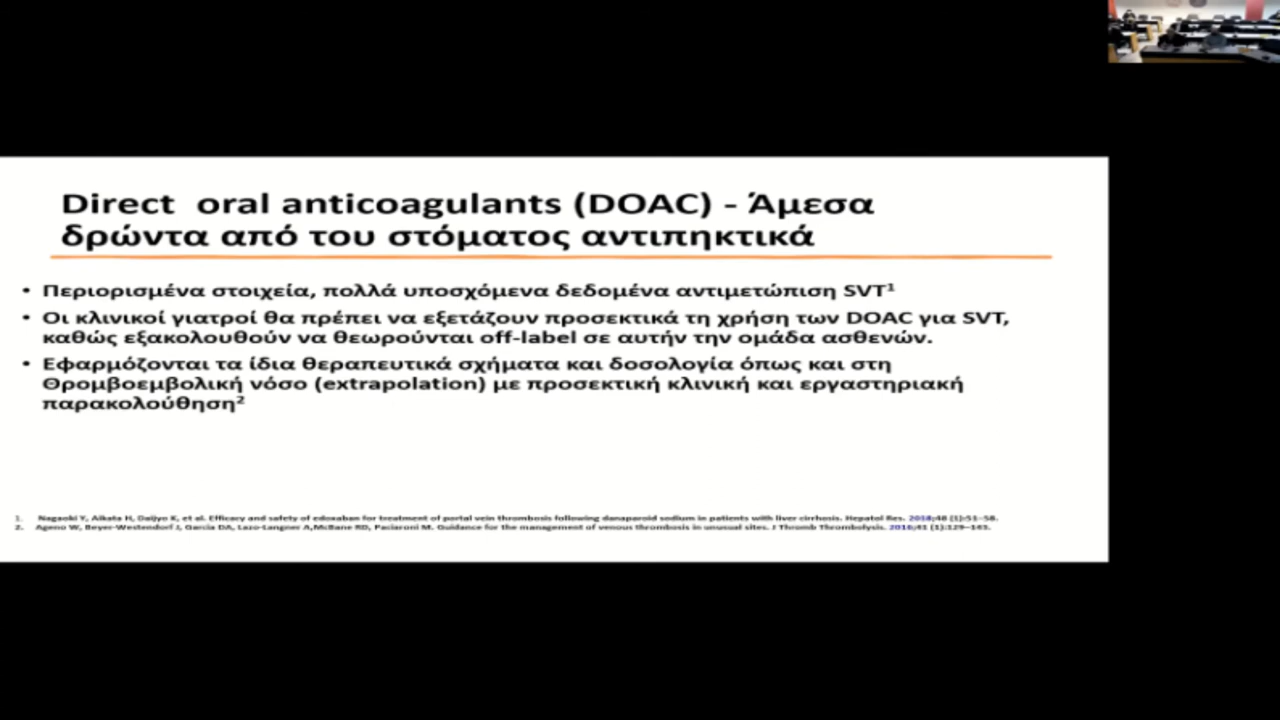 Direct oral anticoagulants (DOAC) - Άμεσα
δρώντα από του στόματος αντιπηκτικά
• Περιορισμένα στοιχεία, πολλά υποσχόμενα δεδομένα αντιμετώπιση SVT¹
• Οι κλινικοί γιατροί θα πρέπει να εξετάζουν προσεκτικά τη χρήση των DOAC για SVT,
καθώς εξακολουθούν να θεωρούνται off-label σε αυτήν την ομάδα ασθενών.
• Εφαρμόζονται τα ίδια θεραπευτικά σχήματα και δοσολογία όπως και στη
Θρομβοεμβολική νόσο (extrapolation) με προσεκτική κλινική και εργαστηριακή
παρακολούθηση²
1. Nagaoki Y, Aikata H, Daijyo K, et al. Efficacy and safety of edoxaban for treatment of portal vein thrombosis following danaparoid sodium in patients with liver cirrhosis. Hepatol Res. 2018;48 (1):51–58.
2. Ageno W, Beyer-Westendorf J, Garcia DA, Lazo-Langner A,McBane RD, Paciaroni M. Guidance for the management of venous thrombosis in unusual sites. J Thromb Thrombolysis. 2016;41 (1):129–143.